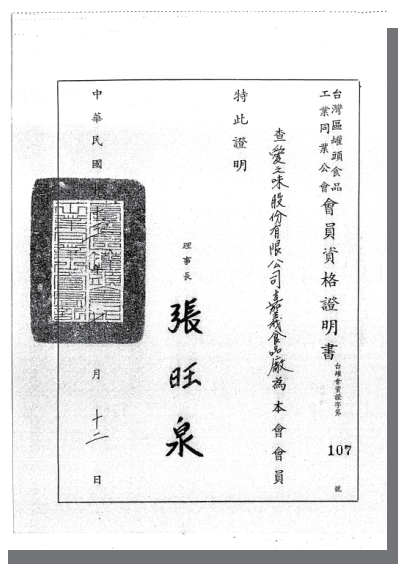 台灣區罐頭食品
工業同業公會
會員資格證明書
台罐會業證字第
107
號
查愛之味股份有限公司嘉義食品廠為本會會員
特此證明
理事長
張旺泉
中華民國
月十二日